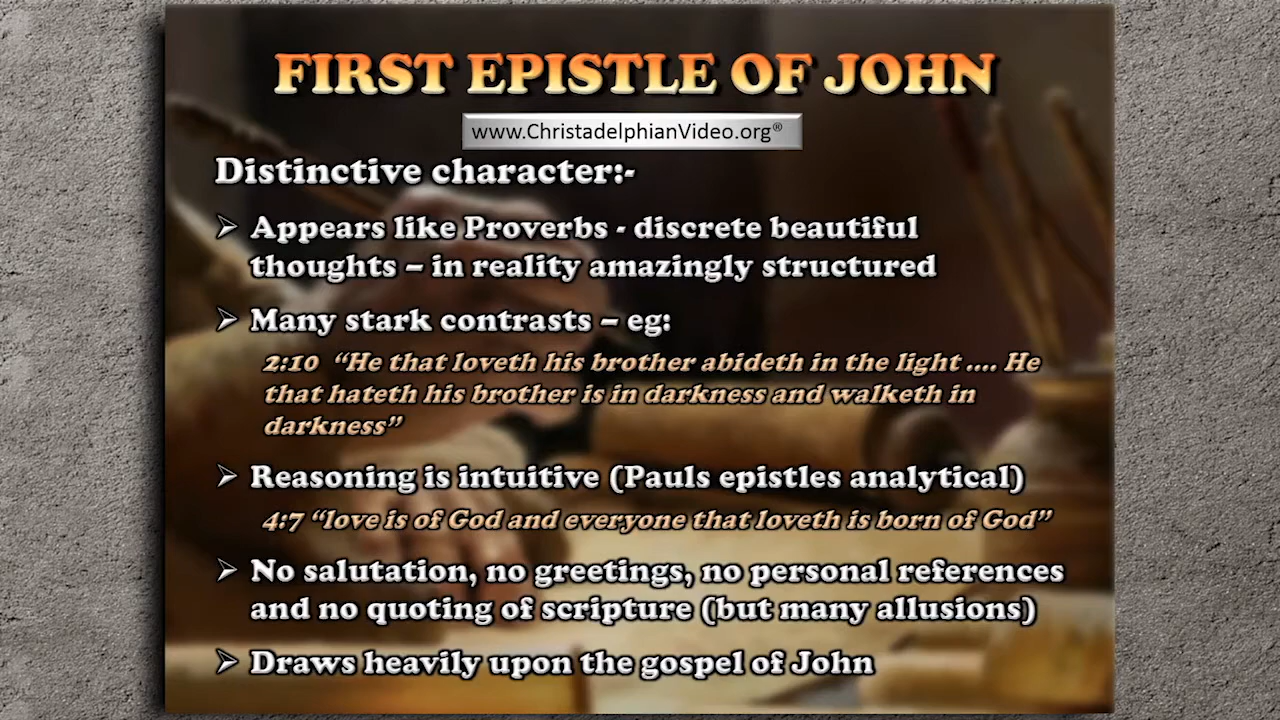 FIRST EPISTLE OF JOHN
www.ChristadelphianVideo.org®
Distinctive character:-
➢ Appears like Proverbs - discrete beautiful
thoughts – in reality amazingly structured
➢ Many stark contrasts – eg:
2:10 “He that loveth his brother abideth in the light .... He
that hateth his brother is in darkness and walketh in
darkness”
➢ Reasoning is intuitive (Pauls epistles analytical)
4:7 “love is of God and everyone that loveth is born of God”
➢ No salutation, no greetings, no personal references
and no quoting of scripture (but many allusions)
➢ Draws heavily upon the gospel of John